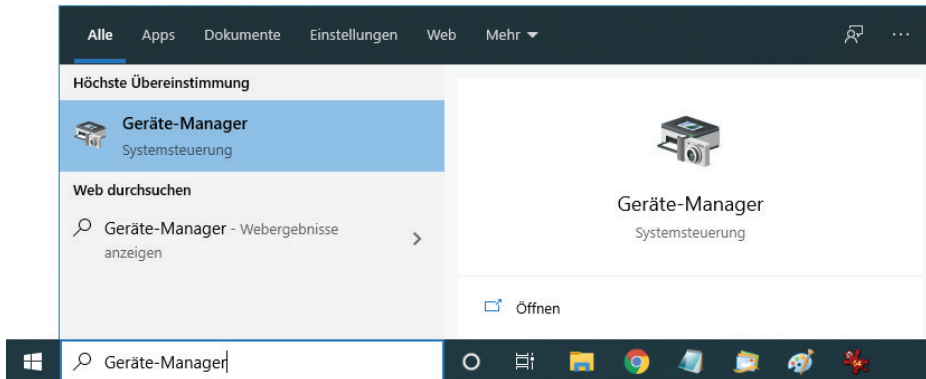 Alle Apps Dokumente Einstellungen Web Mehr
Höchste Übereinstimmung
Geräte-Manager
Systemsteuerung
Web durchsuchen
Geräte-Manager - Webergebnisse
anzeigen
Geräte-Manager
Systemsteuerung
Öffnen
Geräte-Manager